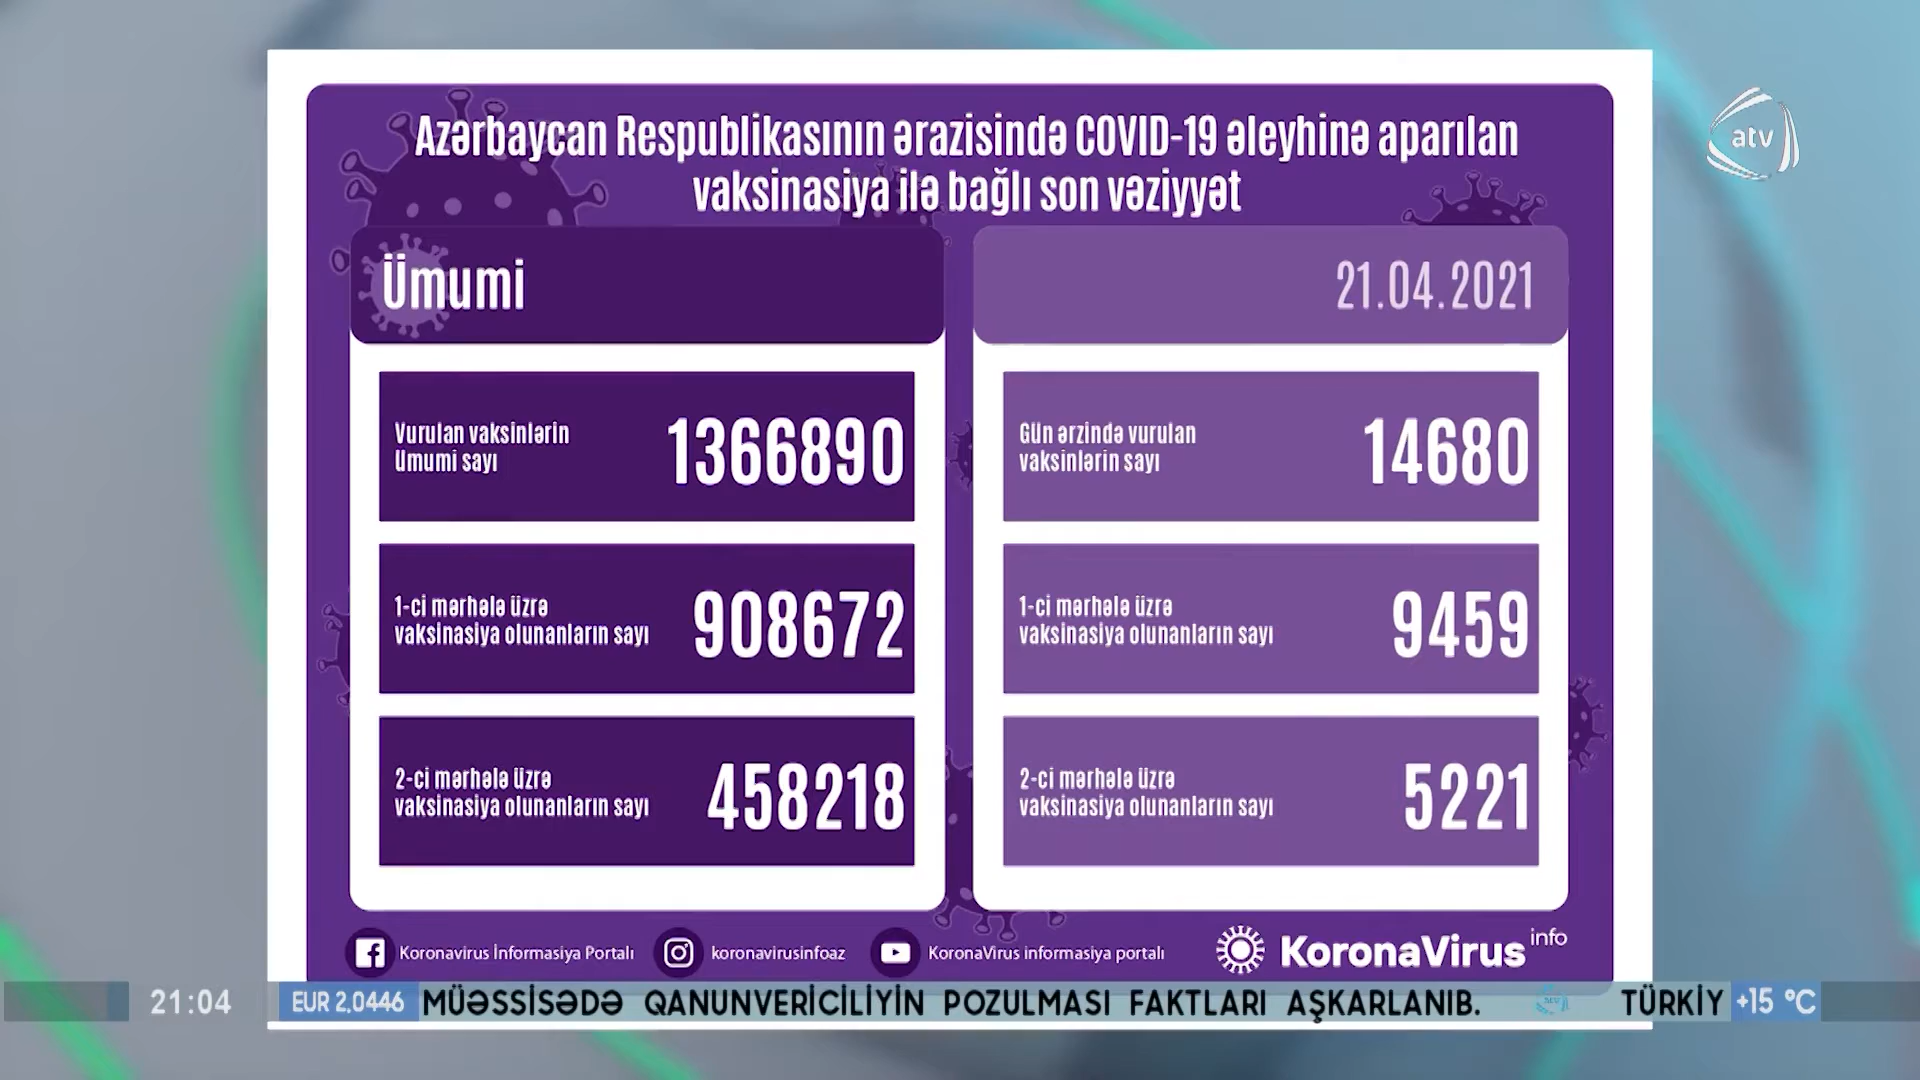 Azərbaycan Respublikasının ərazisində COVID-19 əleyhinə aparılan
vaksinasiya ilə bağlı son vəziyyət
atv
Ümumi
21.04.2021
Vurulan vaksinlərin
ümumi sayı
1366890
Gün ərzində vurulan
vaksinlərin sayı
14680
1-ci mərhələ üzrə
vaksinasiya olunanların sayı
908672
1-ci mərhələ üzrə
vaksinasiya olunanların sayı
9459
2-ci mərhələ üzrə
vaksinasiya olunanların sayı
458218
2-ci mərhələ üzrə
vaksinasiya olunanların sayı
5221
Koronavirus İnformasiya Portalı
koronavirusinfoaz
KoronaVirus informasiya portalı
KoronaVirus info
21:04
EUR 2.0446
MÜƏSSİSƏDƏ QANUNVERİCİLİYİN POZULMASI FAKTLARI AŞKARLANIB.
atv
TÜRKİY
+15 °C